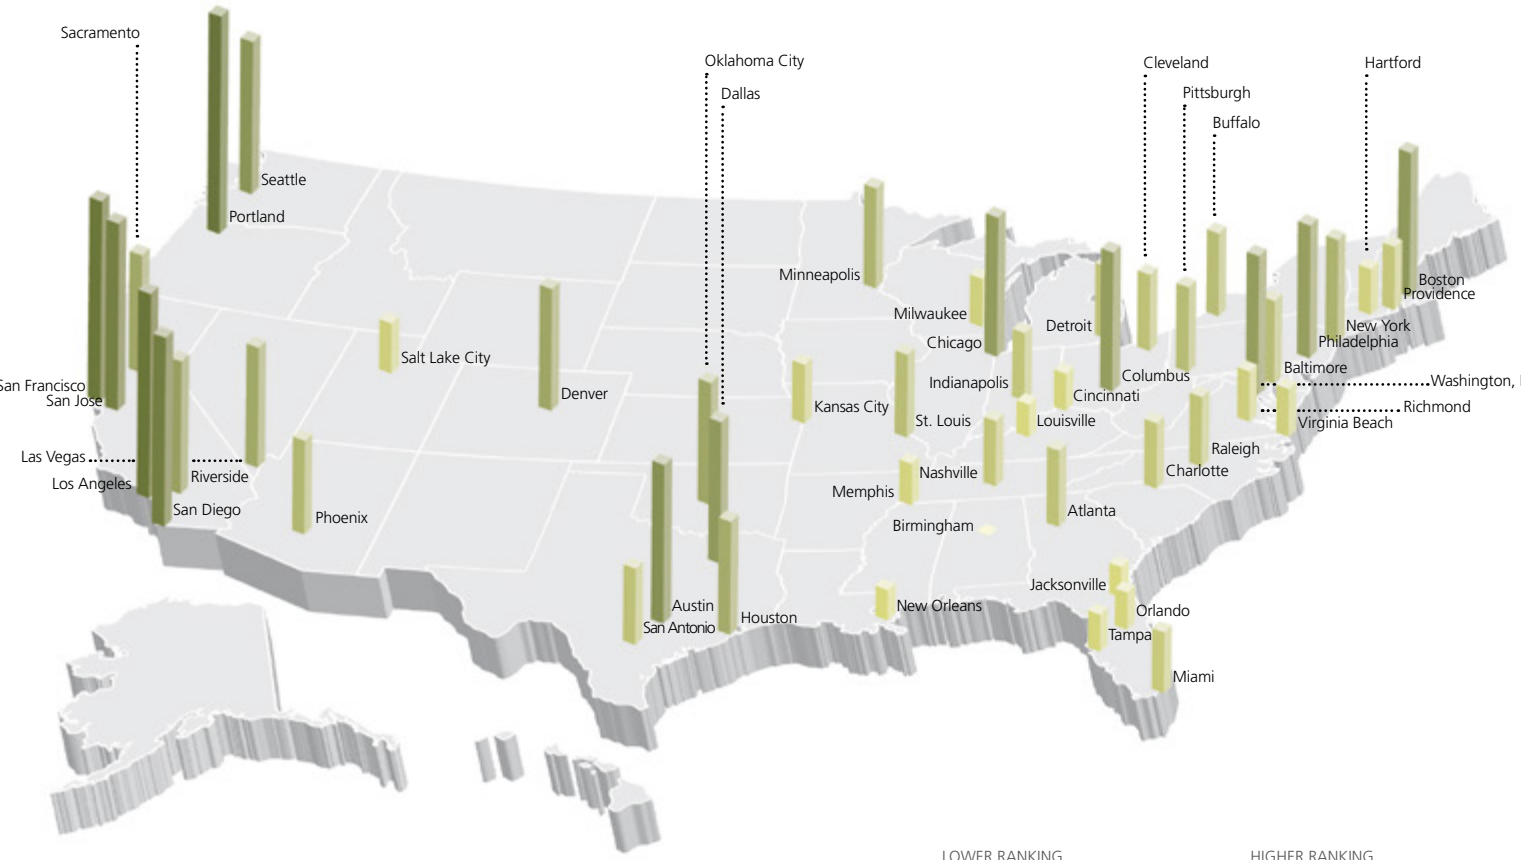 Sacramento
Oklahoma City
Cleveland
Hartford
Dallas
Pittsburgh
Buffalo
Seattle
Portland
Minneapolis
Boston
Providence
Milwaukee
Detroit
New York
Chicago
Philadelphia
Salt Lake City
Baltimore
Columbus
San Francisco
Indianapolis
Washington,
San Jose
Denver
Cincinnati
Kansas City
Richmond
St. Louis
Louisville
Virginia Beach
Las Vegas
Raleigh
Riverside
Nashville
Charlotte
Los Angeles
Memphis
San Diego
Phoenix
Atlanta
Birmingham
Jacksonville
Austin
New Orleans
Orlando
Houston
San Antonio
Tampa
Miami
LOWER RANKING
HIGHER RANKING